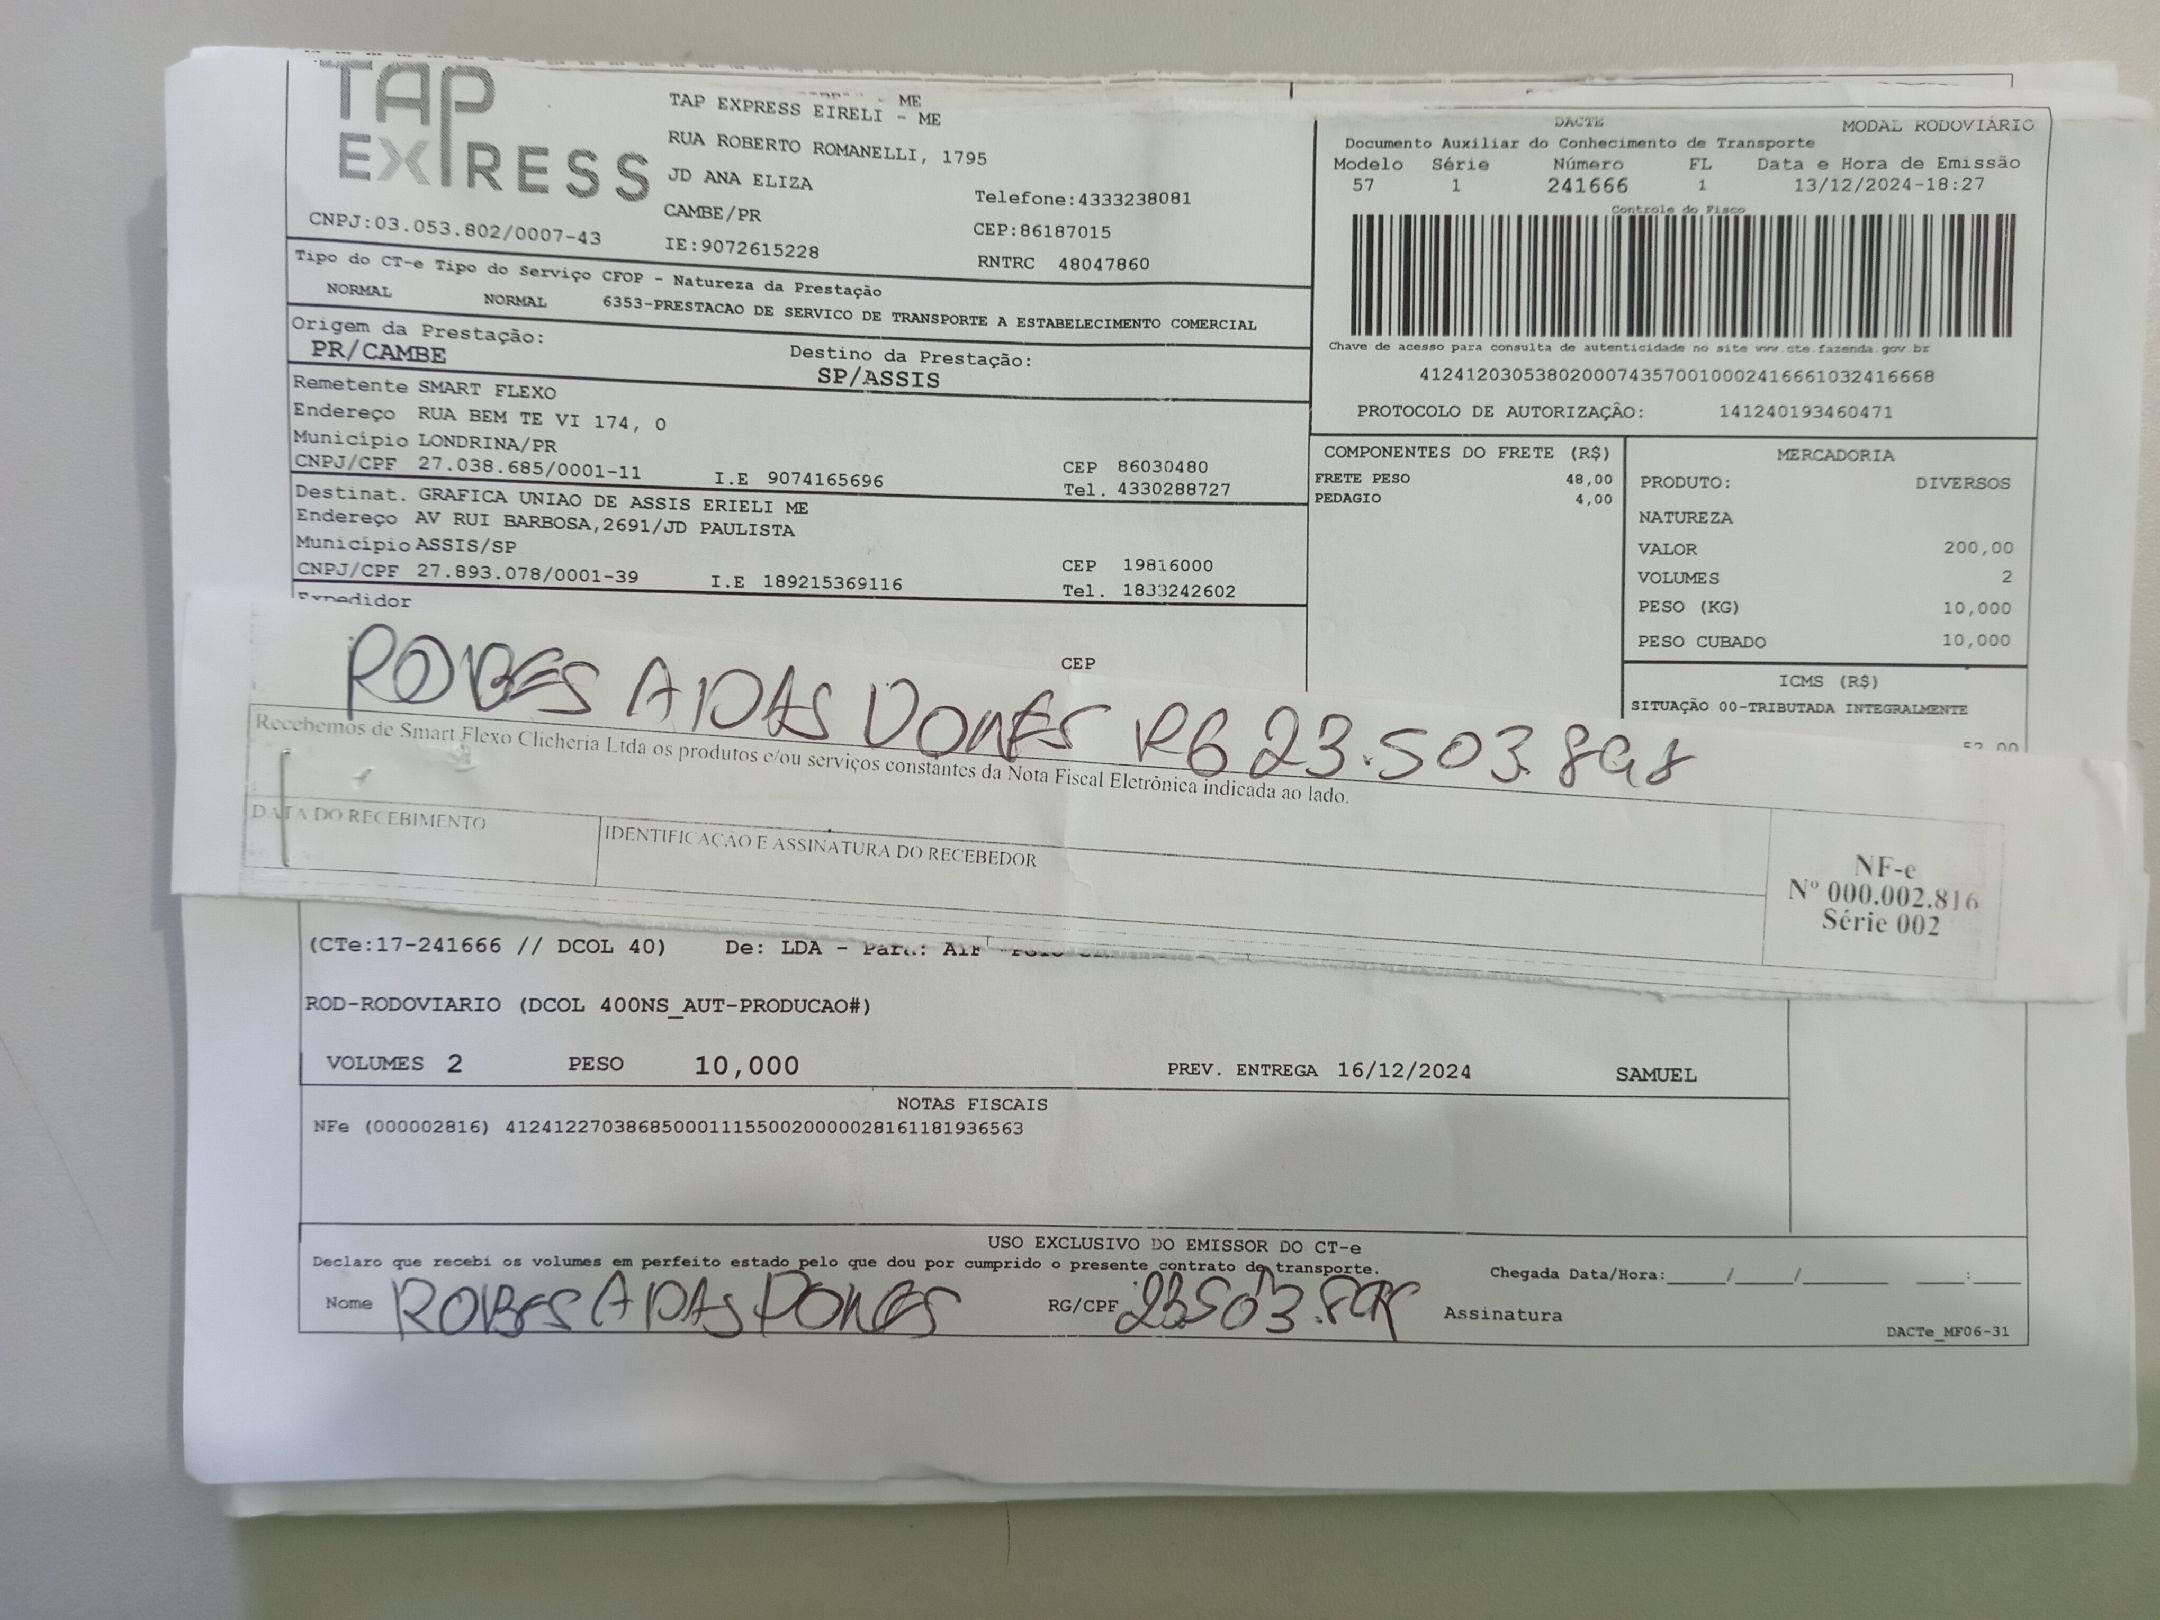 TAP
EXPRESS
CNPJ:03.053.802/0007-43
ME
TAP EXPRESS EIRELI - ME
RUA ROBERTO ROMANELLI, 1795
JD ANA ELIZA
CAMBE/PR
IE:9072615228
Telefone:4333238081
CEP:86187015
RNTRC 48047860
DACTE MODAL RODOVIÁRIO
Documento Auxiliar do Conhecimento de Transporte
Modelo Série Número FL Data e Hora de Emissão
57 1 241666 1 13/12/2024-18:27
Controle do Fisco
Chave de acesso para consulta de autenticidade no site www.cte.fazenda.gov.br
41241203053802000743570010002416661032416668
PROTOCOLO DE AUTORIZAÇÃO: 141240193460471
Tipo do CT-e Tipo do Serviço CFOP - Natureza da Prestação
NORMAL NORMAL 6353-PRESTACAO DE SERVICO DE TRANSPORTE A ESTABELECIMENTO COMERCIAL
Origem da Prestação: Destino da Prestação:
PR/CAMBE SP/ASSIS
Remetente SMART FLEXO
Endereço RUA BEM TE VI 174, 0
Município LONDRINA/PR CEP 86030480
CNPJ/CPF 27.038.685/0001-11 I.E 9074165696 Tel. 4330288727
Destinat. GRAFICA UNIAO DE ASSIS ERIELI ME
Endereço AV RUI BARBOSA,2691/JD PAULISTA
Município ASSIS/SP CEP 19816000
CNPJ/CPF 27.893.078/0001-39 I.E 189215369116 Tel. 1833242602
Expedidor
CEP
COMPONENTES DO FRETE (R$)
FRETE PESO 48,00
PEDAGIO 4,00
MERCADORIA
PRODUTO: DIVERSOS
NATUREZA
VALOR 200,00
VOLUMES 2
PESO (KG) 10,000
PESO CUBADO 10,000
ICMS (R$)
SITUAÇÃO 00-TRIBUTADA INTEGRALMENTE
52,00
RG 23.503.898
Recebemos de Smart Flexo Clicheria Ltda os produtos e/ou serviços constantes da Nota Fiscal Eletrônica indicada ao lado.
DATA DO RECEBIMENTO IDENTIFICAÇÃO E ASSINATURA DO RECEBEDOR
NF-e
Nº 000.002.816
Série 002
(CTe:17-241666 // DCOL 40) De: LDA - Para:
ROD-RODOVIARIO (DCOL 400NS_AUT-PRODUCAO#)
VOLUMES 2 PESO 10,000 PREV. ENTREGA 16/12/2024 SAMUEL
NOTAS FISCAIS
NFe (000002816) 41241227038685000111550020000028161181936563
USO EXCLUSIVO DO EMISSOR DO CT-e
Declaro que recebi os volumes em perfeito estado pelo que dou por cumprido o presente contrato de transporte.
Chegada Data/Hora:____/____/______ ___:___
Nome RG/CPF Assinatura
DACTe_MF06-31